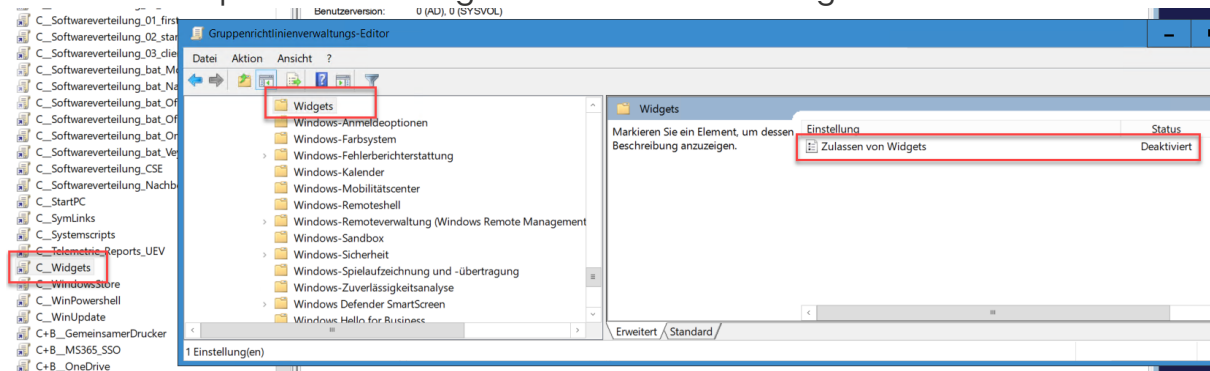 Benutzerversion: 0 (AD), 0 (SYSVOL)
C__Softwareverteilung_01_first
C__Softwareverteilung_02_star
C__Softwareverteilung_03_clie
C__Softwareverteilung_bat_Mo
C__Softwareverteilung_bat_Na
C__Softwareverteilung_bat_Of
C__Softwareverteilung_bat_Of
C__Softwareverteilung_bat_On
C__Softwareverteilung_bat_Ve
C__Softwareverteilung_CSE
C__Softwareverteilung_Nachb
C__StartPC
C__SymLinks
C__Systemscripts
C__Telemetrie_Reports_UEV
C__Widgets
C__WindowsStore
C__WinPowershell
C__WinUpdate
C+B__GemeinsamerDrucker
C+B__MS365_SSO
C+B__OneDrive
Gruppenrichtlinienverwaltungs-Editor
Datei Aktion Ansicht ?
Widgets
Windows-Anmeldeoptionen
Windows-Farbsystem
Windows-Fehlerberichterstattung
Windows-Kalender
Windows-Mobilitätscenter
Windows-Remoteshell
Windows-Remoteverwaltung (Windows Remote Management
Windows-Sandbox
Windows-Sicherheit
Windows-Spielaufzeichnung und -übertragung
Windows-Zuverlässigkeitsanalyse
Windows Defender SmartScreen
Windows Hello for Business
Widgets
Markieren Sie ein Element, um dessen
Beschreibung anzuzeigen.
Einstellung Status
Zulassen von Widgets Deaktiviert
Erweitert Standard
1 Einstellung(en)